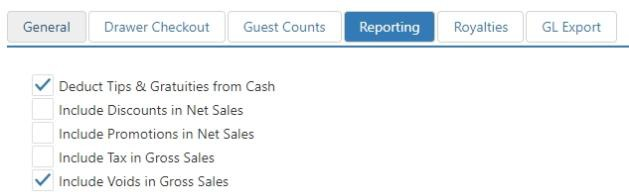 General Drawer Checkout Guest Counts Reporting Royalties GL Export
Deduct Tips & Gratuities from Cash
Include Discounts in Net Sales
Include Promotions in Net Sales
Include Tax in Gross Sales
Include Voids in Gross Sales